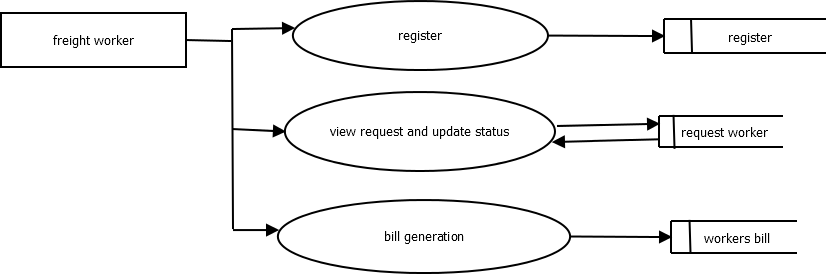 freight worker
register
register
view request and update status
request worker
bill generation
workers bill